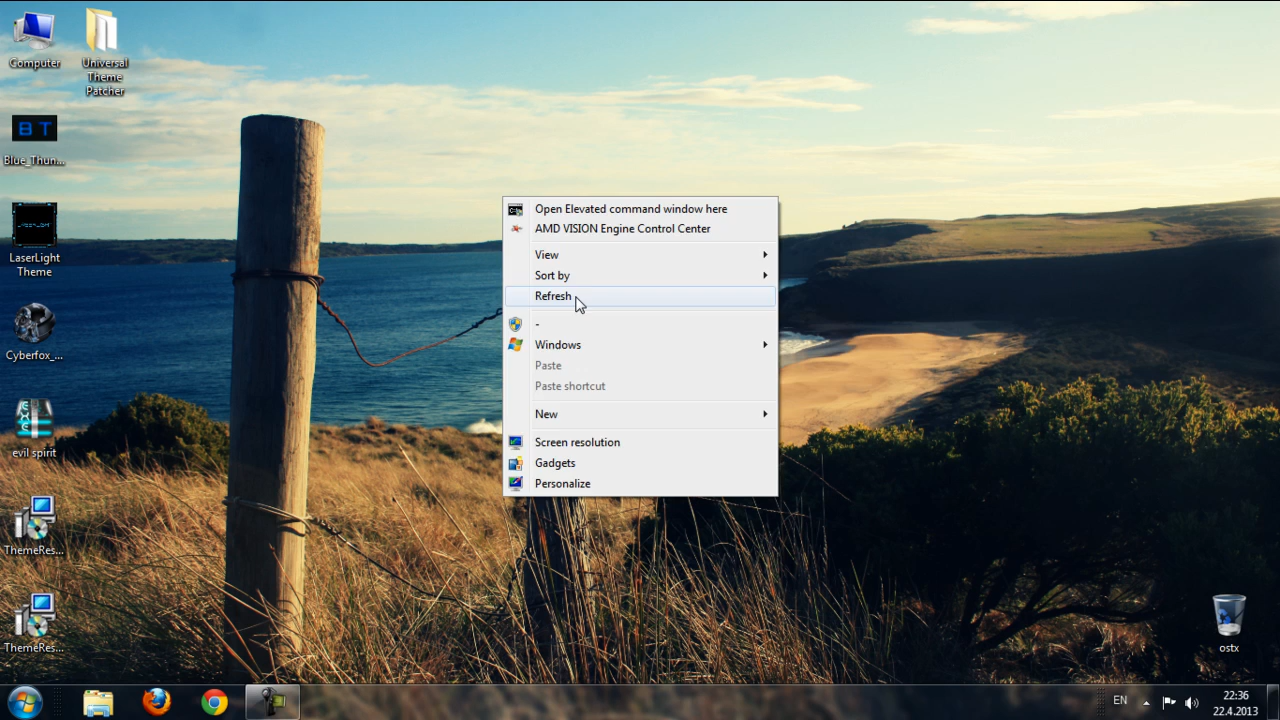 Computer
Universal
Theme
Patcher
BT
Blue_Thun...
LaserLight
Theme
Cyberfox_...
evil spirit
ThemeRes...
ThemeRes...
Open Elevated command window here
AMD VISION Engine Control Center
View
Sort by
Refresh
-
Windows
Paste
Paste shortcut
New
Screen resolution
Gadgets
Personalize
ostx
EN
22:36
22.4.2013